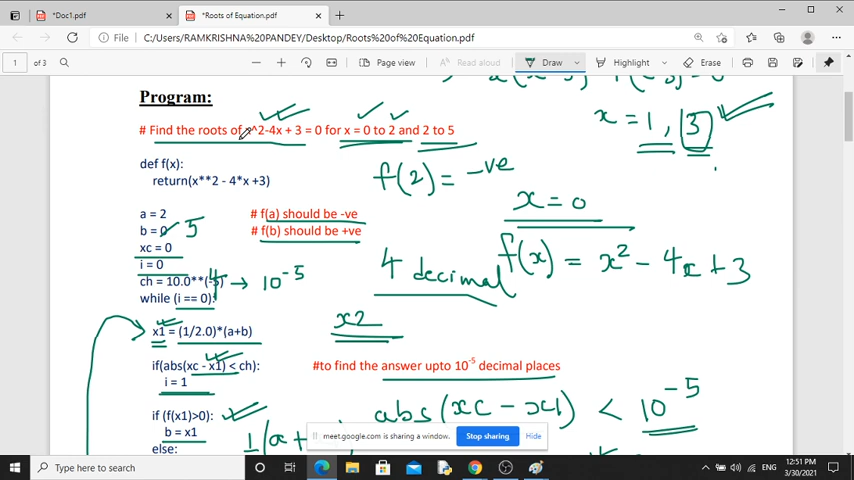 *Doc1.pdf
*Roots of Equation.pdf
File
C:/Users/RAMKRISHNA%20PANDEY/Desktop/Roots%20of%20Equation.pdf
1 of 3
Page view
Read aloud
Draw
Highlight
Erase
Program:
x = 1, 3
# Find the roots of x^2-4x + 3 = 0 for x = 0 to 2 and 2 to 5
def f(x):
return(x**2 - 4*x +3)
f(2) = -ve
a = 2
# f(a) should be -ve
x = 0
b = 0
5
# f(b) should be +ve
xc = 0
i = 0
4 decimal
f(x) = x² - 4x + 3
ch = 10.0**(-5)
4 → 10⁻⁵
while (i == 0):
x2
x1 = (1/2.0)*(a+b)
if(abs(xc - x1) < ch):
#to find the answer upto 10⁻⁵ decimal places
i = 1
abs(xc - x1) < 10⁻⁵
if (f(x1)>0):
b = x1
1/(a +
meet.google.com is sharing a window.
Stop sharing
Hide
else:
Type here to search
ENG
12:51 PM
3/30/2021